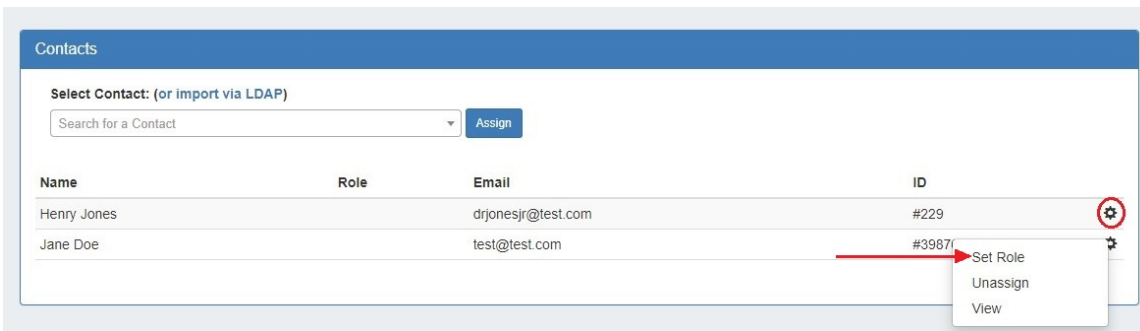 Contacts
Select Contact: (or import via LDAP)
Search for a Contact Assign
Name Role Email ID
Henry Jones drjonesjr@test.com #229
Jane Doe test@test.com
Set Role
Unassign
View